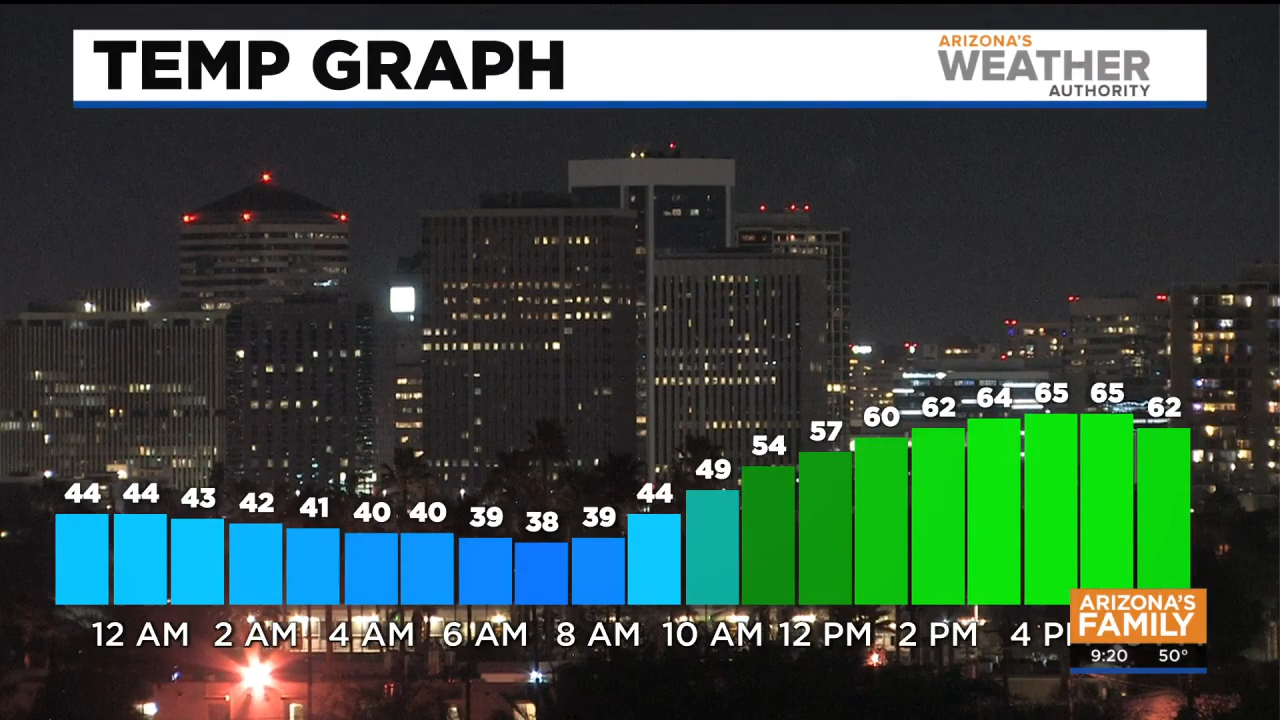 TEMP GRAPH
ARIZONA'S
WEATHER
AUTHORITY
44 44 43 42 41 40 40 39 38 39 44 49 54 57 60 62 64 65 65 62
12 AM 2 AM 4 AM 6 AM 8 AM 10 AM 12 PM 2 PM 4 P
ARIZONA'S
FAMILY
9:20 50°